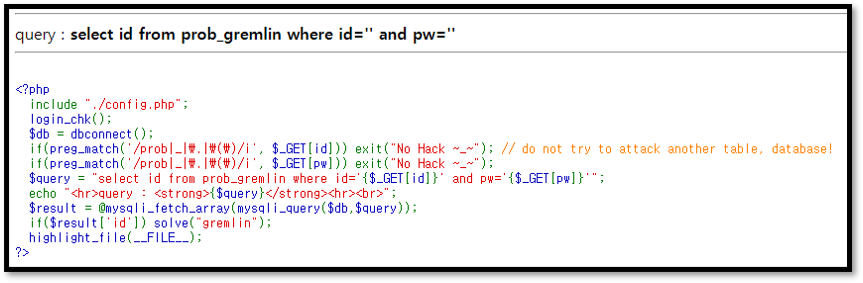 query : select id from prob_gremlin where id='' and pw=''
<?php
include "./config.php";
login_chk();
$db = dbconnect();
if(preg_match('/prob|_|₩.|₩(₩)/i', $_GET[id])) exit("No Hack ~_~"); // do not try to attack another table, database!
if(preg_match('/prob|_|₩.|₩(₩)/i', $_GET[pw])) exit("No Hack ~_~");
$query = "select id from prob_gremlin where id='{$_GET[id]}' and pw='{$_GET[pw]}'";
echo "<hr>query : <strong>{$query}</strong><hr><br>";
$result = @mysqli_fetch_array(mysqli_query($db,$query));
if($result['id']) solve("gremlin");
highlight_file(__FILE__);
?>